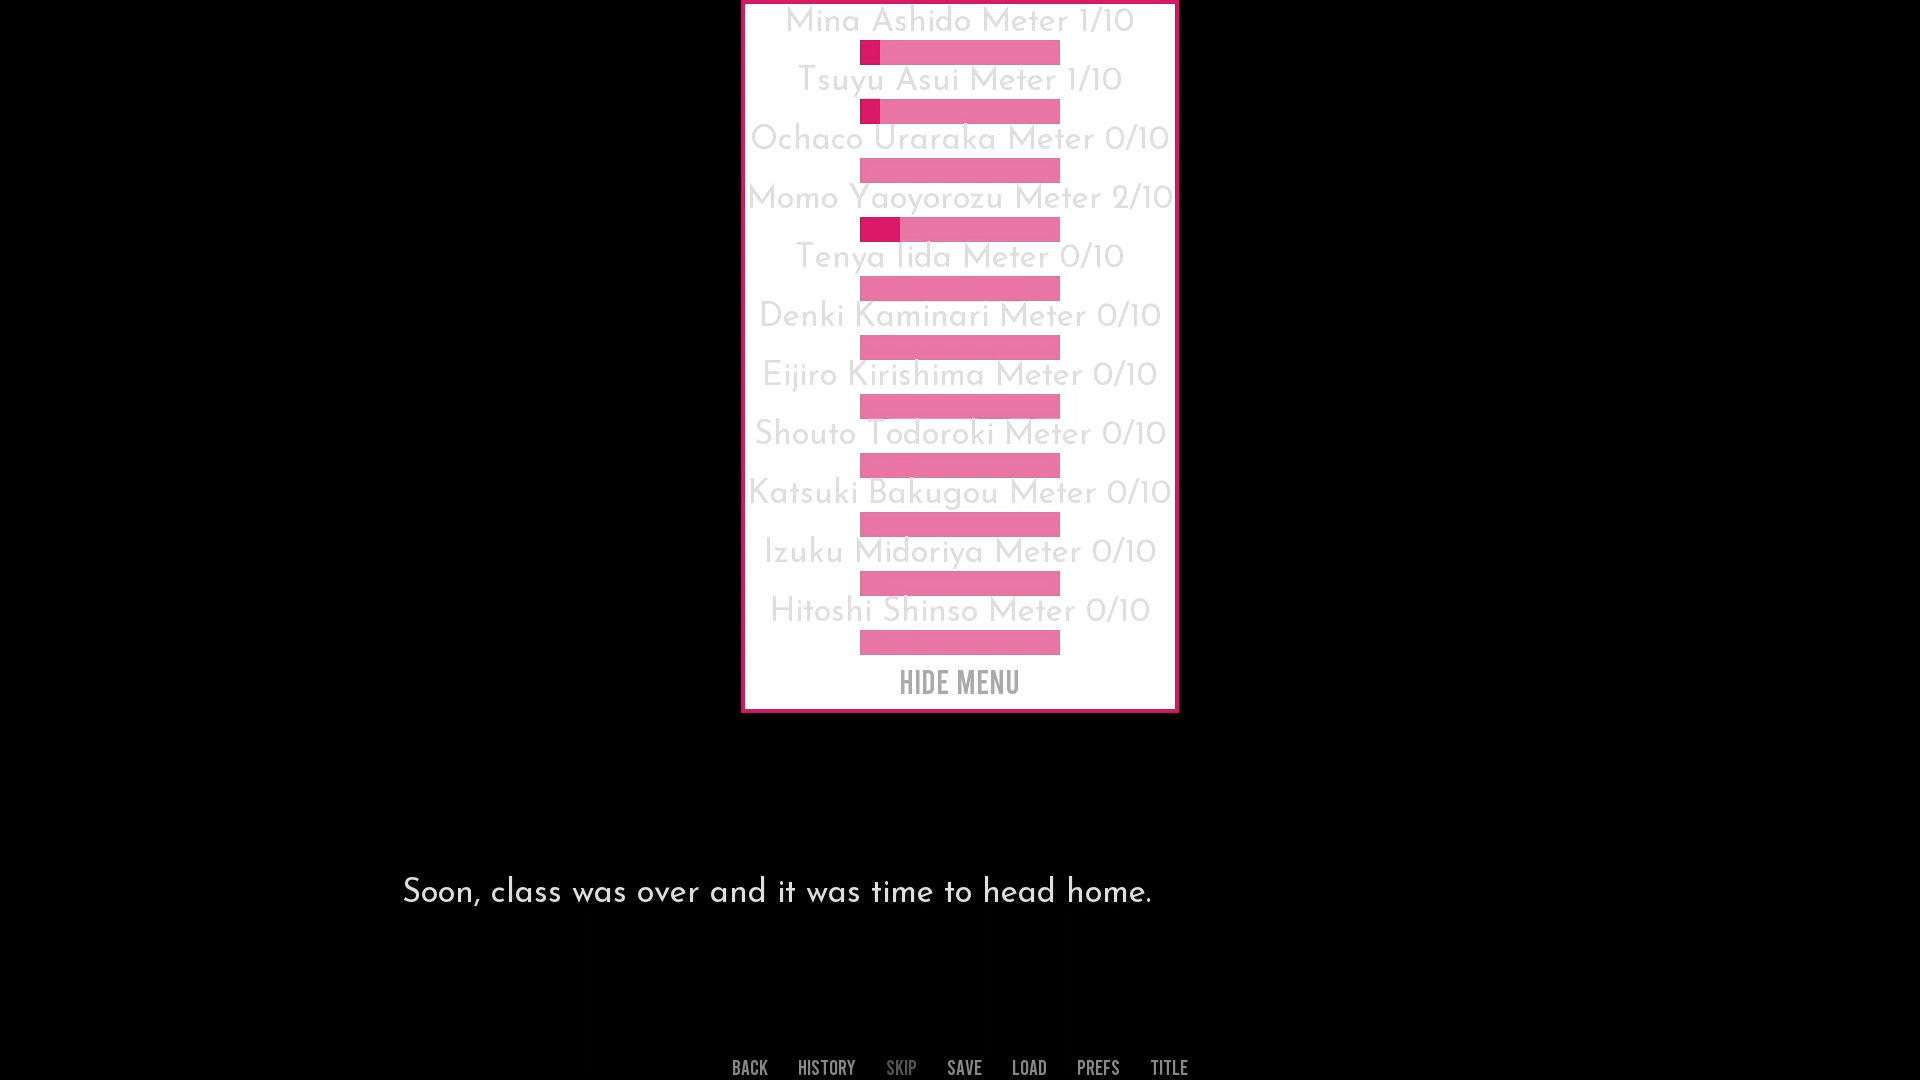 Mina Ashido Meter 1/10
Tsuyu Asui Meter 1/10
Ochaco Uraraka Meter 0/10
Momo Yaoyorozu Meter 2/10
Tenya Iida Meter 0/10
Denki Kaminari Meter 0/10
Eijiro Kirishima Meter 0/10
Shouto Todoroki Meter 0/10
Katsuki Bakugou Meter 0/10
Izuku Midoriya Meter 0/10
Hitoshi Shinso Meter 0/10
HIDE MENU
Soon, class was over and it was time to head home.
BACK HISTORY SKIP SAVE LOAD PREFS TITLE